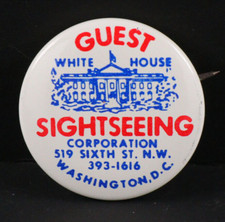 GUEST
WHITE HOUSE
SIGHTSEEING
CORPORATION
519 SIXTH ST. N.W.
393-1616
WASHINGTON, D.C.